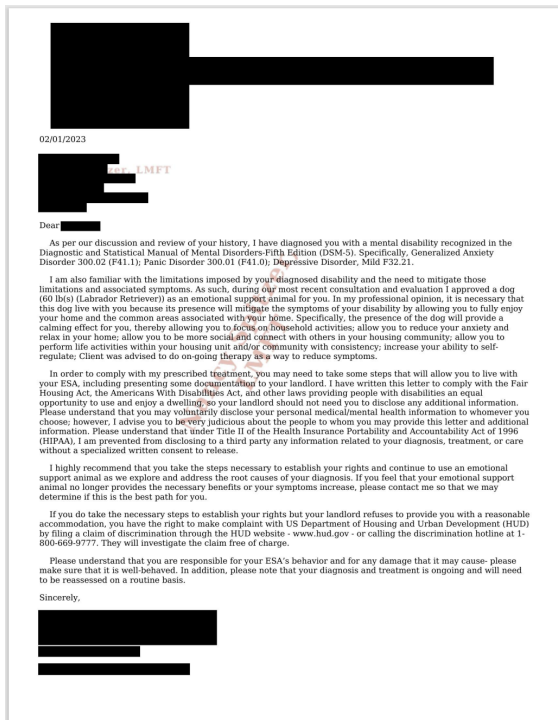 02/01/2023
LMFT
Dear
As per our discussion and review of your history, I have diagnosed you with a mental disability recognized in the
Diagnostic and Statistical Manual of Mental Disorders-Fifth Edition (DSM-5). Specifically, Generalized Anxiety
Disorder 300.02 (F41.1); Panic Disorder 300.01 (F41.0); Depressive Disorder, Mild F32.21.
I am also familiar with the limitations imposed by your diagnosed disability and the need to mitigate those
limitations and associated symptoms. As such, during our most recent consultation and evaluation I approved a dog
(60 lb(s) (Labrador Retriever)) as an emotional support animal for you. In my professional opinion, it is necessary that
this dog live with you because its presence will mitigate the symptoms of your disability by allowing you to fully enjoy
your home and the common areas associated with your home. Specifically, the presence of the dog will provide a
calming effect for you, thereby allowing you to focus on household activities; allow you to reduce your anxiety and
relax in your home; allow you to be more social and connect with others in your housing community; allow you to
perform life activities within your housing unit and/or community with consistency; increase your ability to self-
regulate; Client was advised to do on-going therapy as a way to reduce symptoms.
In order to comply with my prescribed treatment, you may need to take some steps that will allow you to live with
your ESA, including presenting some documentation to your landlord. I have written this letter to comply with the Fair
Housing Act, the Americans With Disabilities Act, and other laws providing people with disabilities an equal
opportunity to use and enjoy a dwelling, so your landlord should not need you to disclose any additional information.
Please understand that you may voluntarily disclose your personal medical/mental health information to whomever you
choose; however, I advise you to be very judicious about the people to whom you may provide this letter and additional
information. Please understand that under Title II of the Health Insurance Portability and Accountability Act of 1996
(HIPAA), I am prevented from disclosing to a third party any information related to your diagnosis, treatment, or care
without a specialized written consent to release.
I highly recommend that you take the steps necessary to establish your rights and continue to use an emotional
support animal as we explore and address the root causes of your diagnosis. If you feel that your emotional support
animal no longer provides the necessary benefits or your symptoms increase, please contact me so that we may
determine if this is the best path for you.
If you do take the necessary steps to establish your rights but your landlord refuses to provide you with a reasonable
accommodation, you have the right to make complaint with US Department of Housing and Urban Development (HUD)
by filing a claim of discrimination through the HUD website - www.hud.gov - or calling the discrimination hotline at 1-
800-669-9777. They will investigate the claim free of charge.
Please understand that you are responsible for your ESA's behavior and for any damage that it may cause- please
make sure that it is well-behaved. In addition, please note that your diagnosis and treatment is ongoing and will need
to be reassessed on a routine basis.
Sincerely,